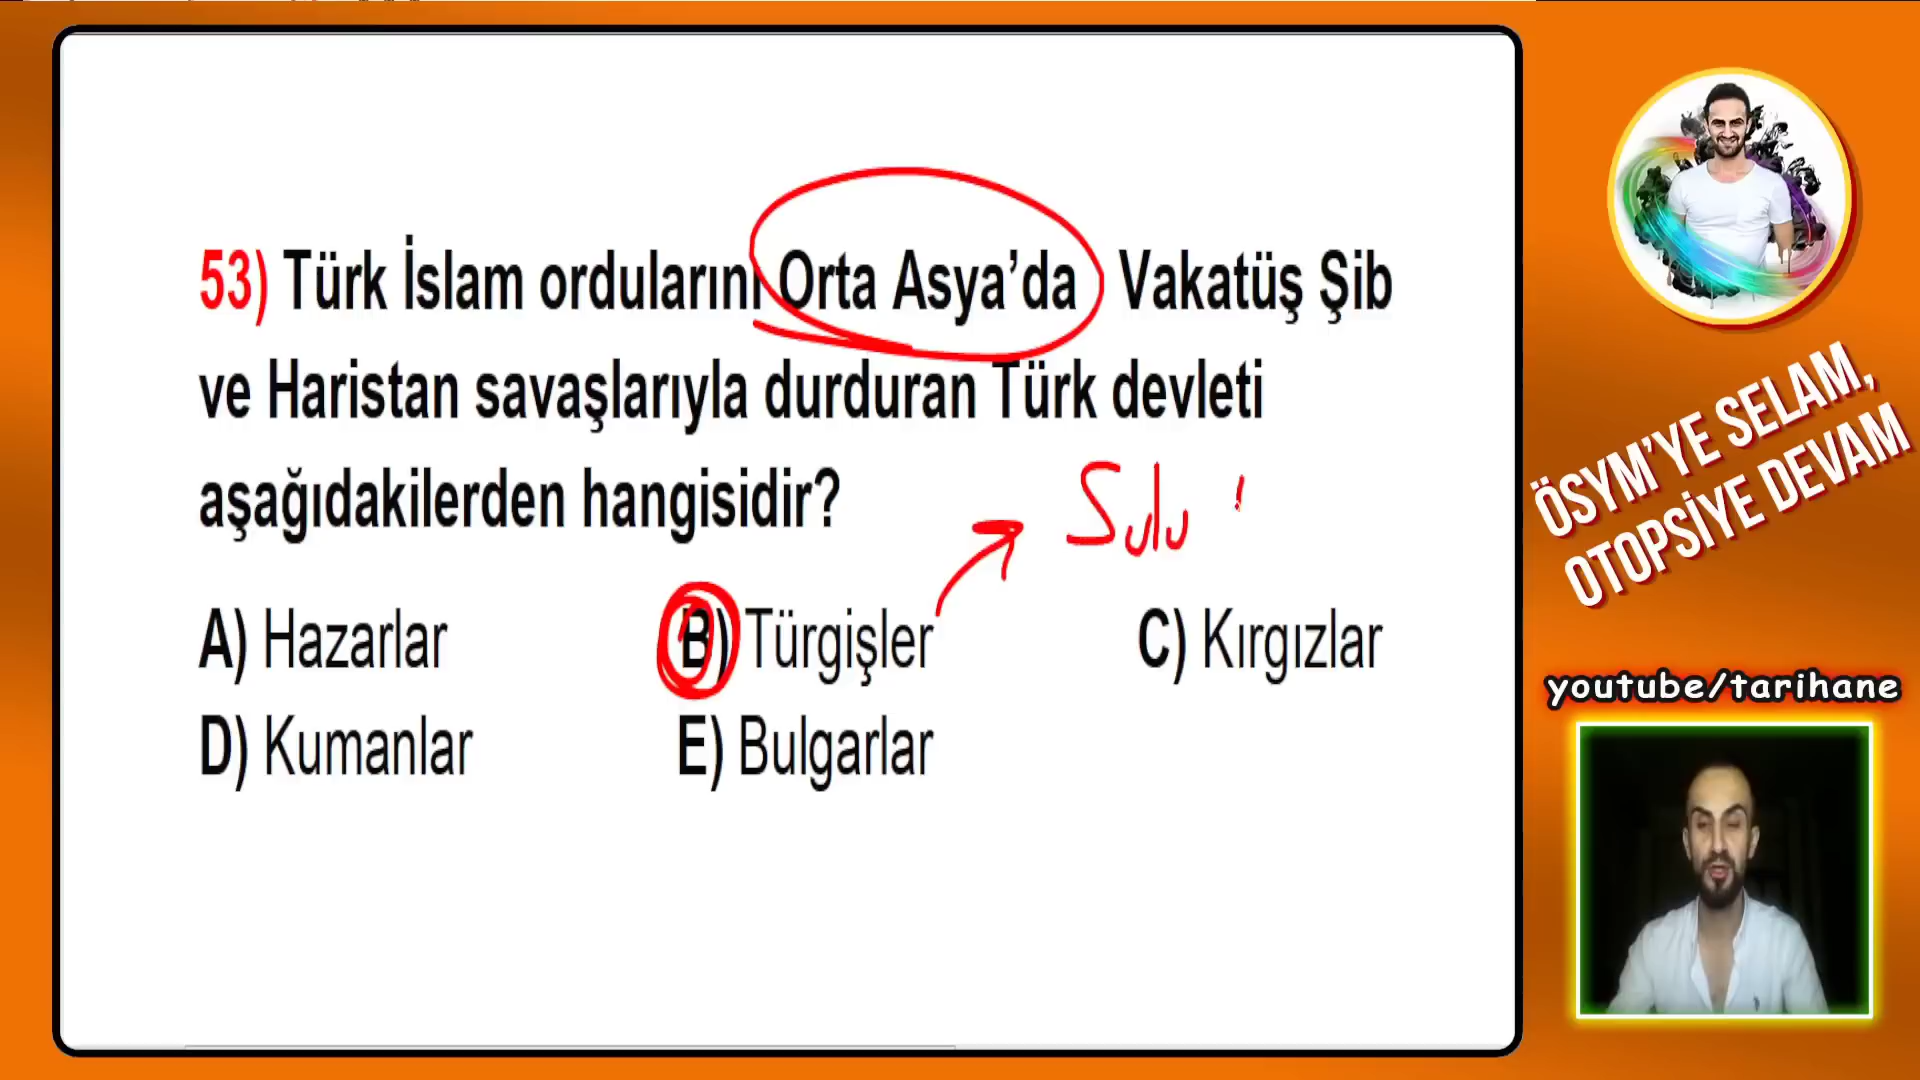 53) Türk İslam ordularını Orta Asya’da Vakatüş Şib
ve Haristan savaşlarıyla durduran Türk devleti
aşağıdakilerden hangisidir?
Sulu
A) Hazarlar B) Türgişler C) Kırgızlar
D) Kumanlar E) Bulgarlar
ÖSYM’YE SELAM,
OTOPSİYE DEVAM
youtube/tarihane